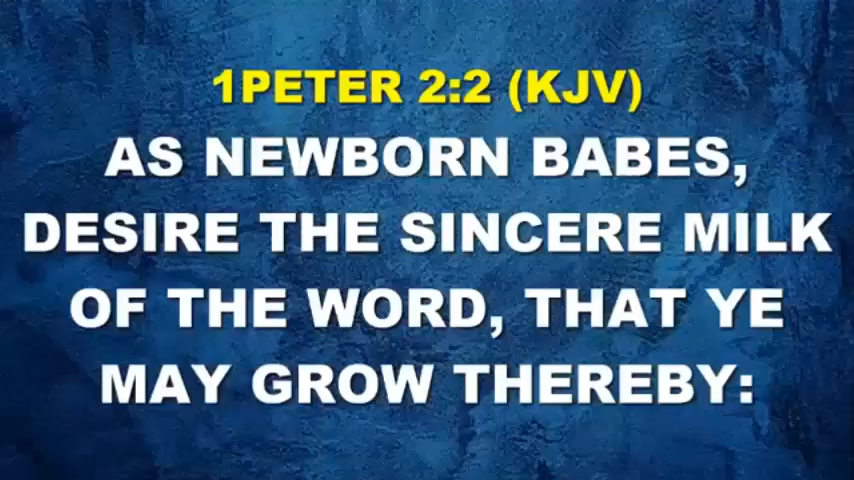 1PETER 2:2 (KJV)
AS NEWBORN BABES,
DESIRE THE SINCERE MILK
OF THE WORD, THAT YE
MAY GROW THEREBY: